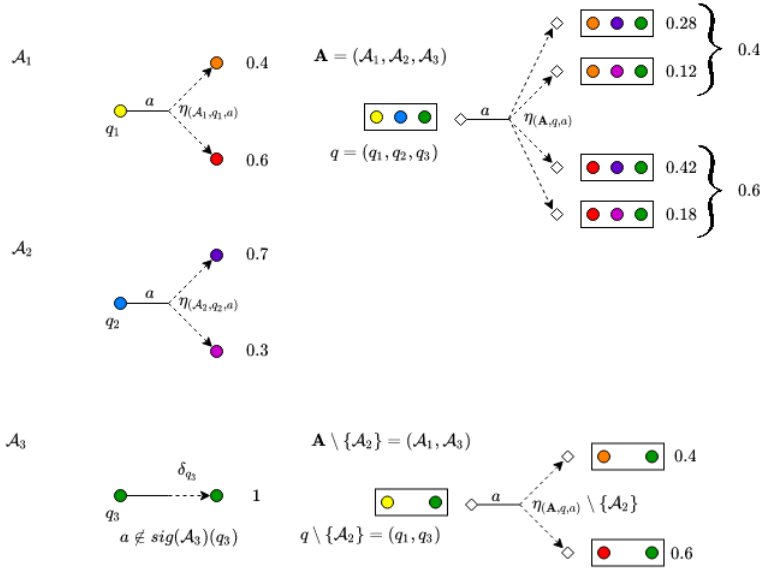 𝒜₁
0.4
a
η₍𝒜₁,q₁,a₎
q₁
0.6
𝐀 = (𝒜₁, 𝒜₂, 𝒜₃)
a
η₍𝐀,q,a₎
q = (q₁, q₂, q₃)
0.28
0.12
0.4
0.42
0.18
0.6
𝒜₂
0.7
a
η₍𝒜₂,q₂,a₎
q₂
0.3
𝒜₃
δ_{q₃}
1
q₃
a ∉ sig(𝒜₃)(q₃)
𝐀 \ {𝒜₂} = (𝒜₁, 𝒜₃)
0.4
a
η₍𝐀,q,a₎ \ {𝒜₂}
q \ {𝒜₂} = (q₁, q₃)
0.6